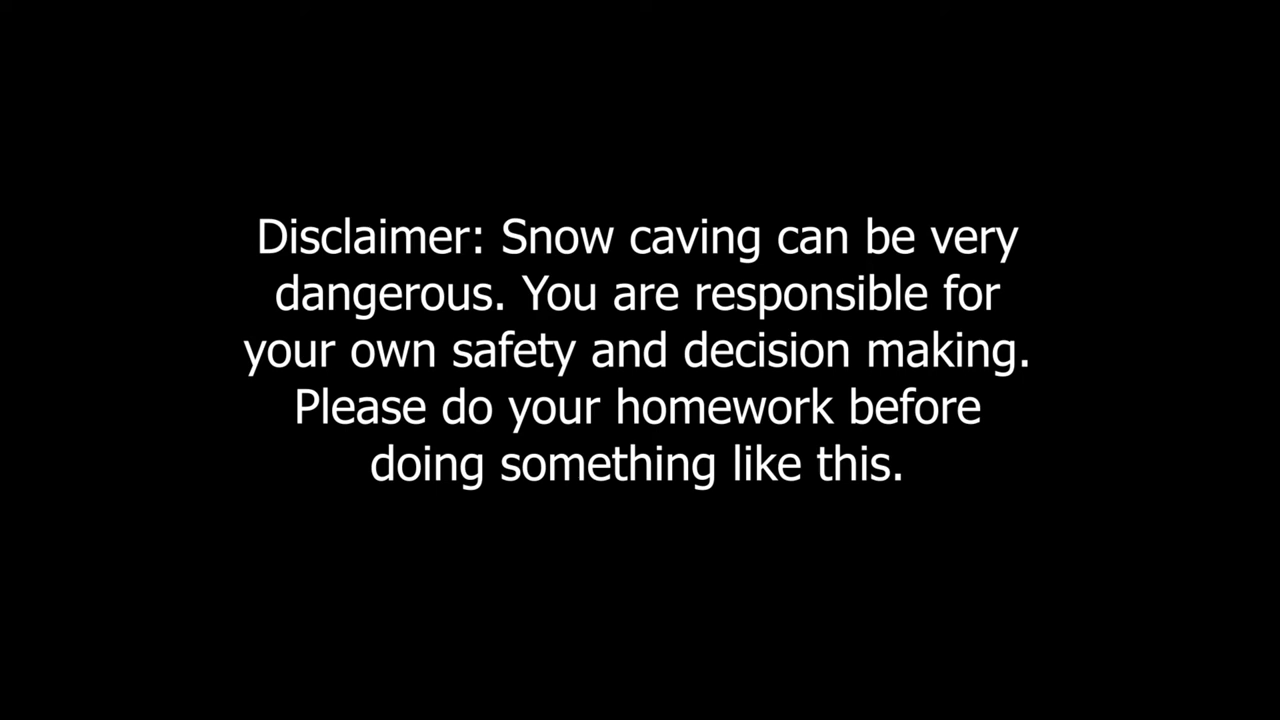 Disclaimer: Snow caving can be very
dangerous. You are responsible for
your own safety and decision making.
Please do your homework before
doing something like this.